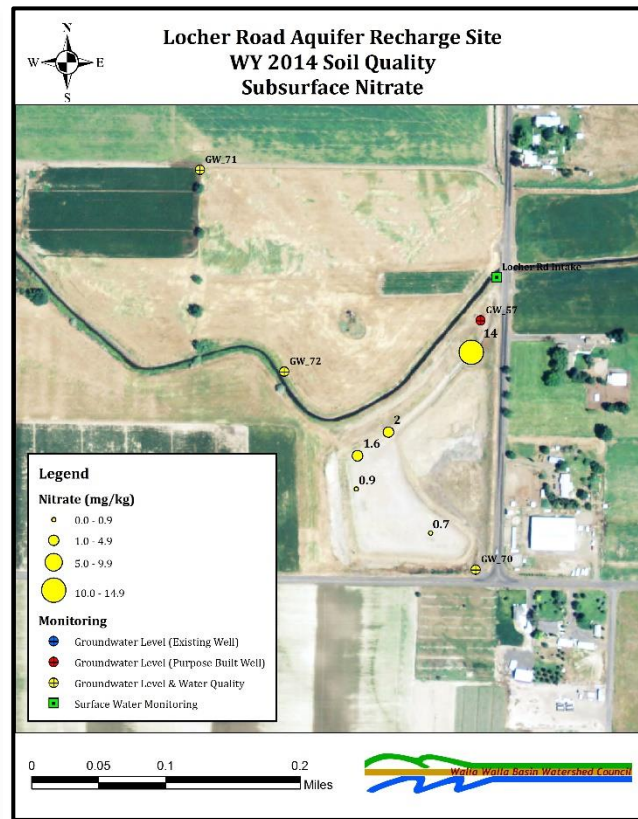 Locher Road Aquifer Recharge Site
WY 2014 Soil Quality
Subsurface Nitrate
N
W
E
S
GW_71
Locher Rd Intake
GW_57
14
GW_72
2
1.6
0.9
0.7
GW_70
Legend
Nitrate (mg/kg)
0.0 - 0.9
1.0 - 4.9
5.0 - 9.9
10.0 - 14.9
Monitoring
Groundwater Level (Existing Well)
Groundwater Level (Purpose Built Well)
Groundwater Level & Water Quality
Surface Water Monitoring
0 0.05 0.1 0.2
Miles
Walla Walla Basin Watershed Council